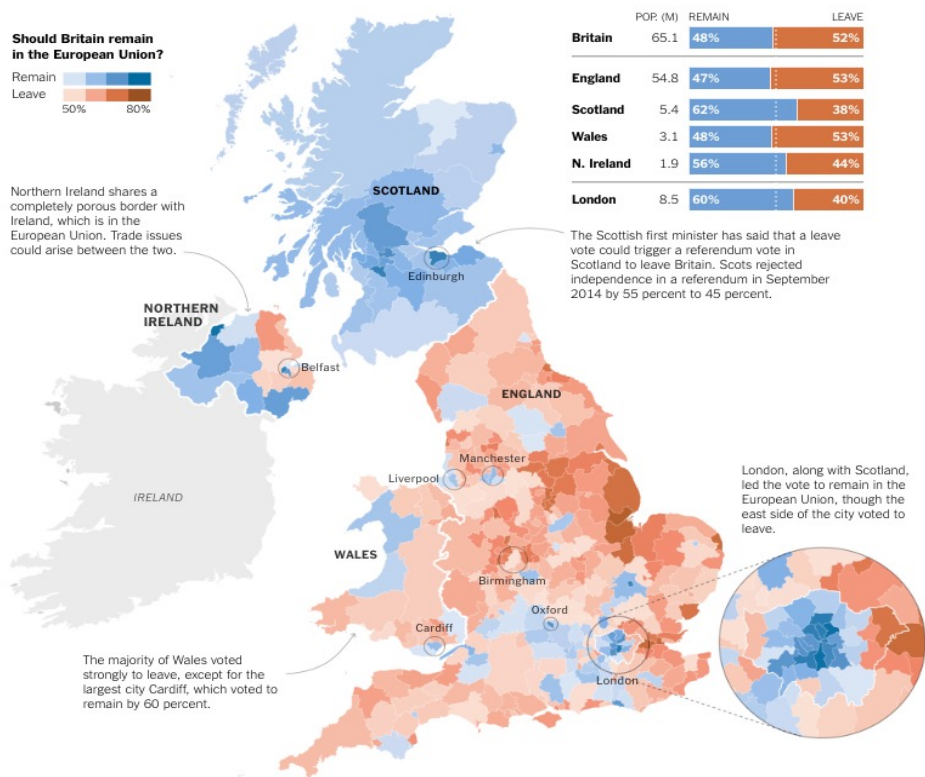 Should Britain remain
in the European Union?
Remain
Leave
50%
80%
POP. (M) REMAIN LEAVE
Britain 65.1 48% 52%
England 54.8 47% 53%
Scotland 5.4 62% 38%
Wales 3.1 48% 53%
N. Ireland 1.9 56% 44%
London 8.5 60% 40%
Northern Ireland shares a
completely porous border with
Ireland, which is in the
European Union. Trade issues
could arise between the two.
SCOTLAND
Edinburgh
The Scottish first minister has said that a leave
vote could trigger a referendum vote in
Scotland to leave Britain. Scots rejected
independence in a referendum in September
2014 by 55 percent to 45 percent.
NORTHERN
IRELAND
Belfast
ENGLAND
Manchester
Liverpool
IRELAND
London, along with Scotland,
led the vote to remain in the
European Union, though the
east side of the city voted to
leave.
WALES
Birmingham
Oxford
Cardiff
London
The majority of Wales voted
strongly to leave, except for the
largest city Cardiff, which voted to
remain by 60 percent.